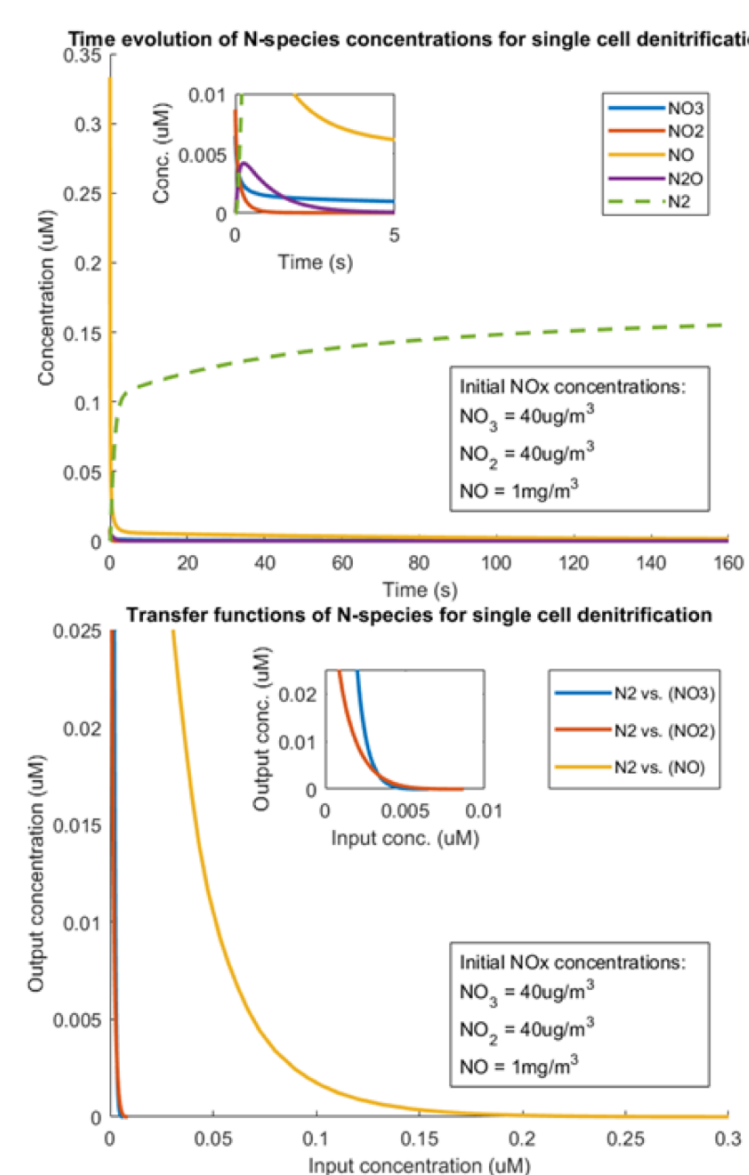 Time evolution of N-species concentrations for single cell denitrificati
0.35
0.3
0.25
0.2
0.15
0.1
0.05
0
Concentration (uM)
0 20 40 60 80 100 120 140 160
Time (s)
0.01
0.005
0
Conc. (uM)
0 5
Time (s)
NO3
NO2
NO
N2O
N2
Initial NOx concentrations:
NO₃ = 40ug/m³
NO₂ = 40ug/m³
NO = 1mg/m³
Transfer functions of N-species for single cell denitrification
0.025
0.02
0.015
0.01
0.005
0
Output concentration (uM)
0 0.05 0.1 0.15 0.2 0.25 0.3
Input concentration (uM)
0.02
0.01
0
Output conc. (uM)
0 0.005 0.01
Input conc. (uM)
N2 vs. (NO3)
N2 vs. (NO2)
N2 vs. (NO)
Initial NOx concentrations:
NO₃ = 40ug/m³
NO₂ = 40ug/m³
NO = 1mg/m³